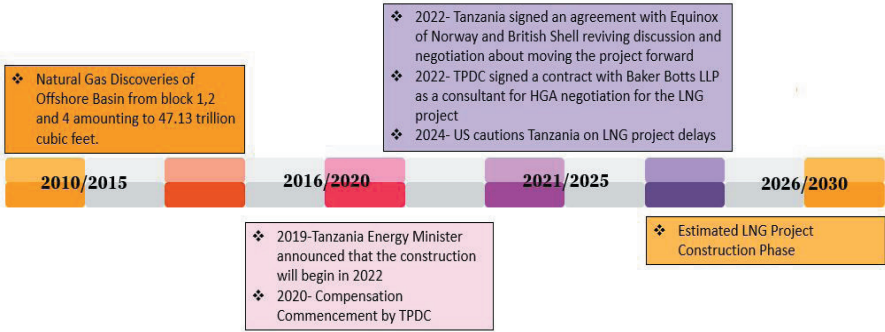 ❖ 2022- Tanzania signed an agreement with Equinox
of Norway and British Shell reviving discussion and
negotiation about moving the project forward
❖ 2022- TPDC signed a contract with Baker Botts LLP
as a consultant for HGA negotiation for the LNG
project
❖ 2024- US cautions Tanzania on LNG project delays
❖ Natural Gas Discoveries of
Offshore Basin from block 1,2
and 4 amounting to 47.13 trillion
cubic feet.
2010/2015
2016/2020
2021/2025
2026/2030
❖ 2019-Tanzania Energy Minister
announced that the construction
will begin in 2022
❖ 2020- Compensation
Commencement by TPDC
❖ Estimated LNG Project
Construction Phase